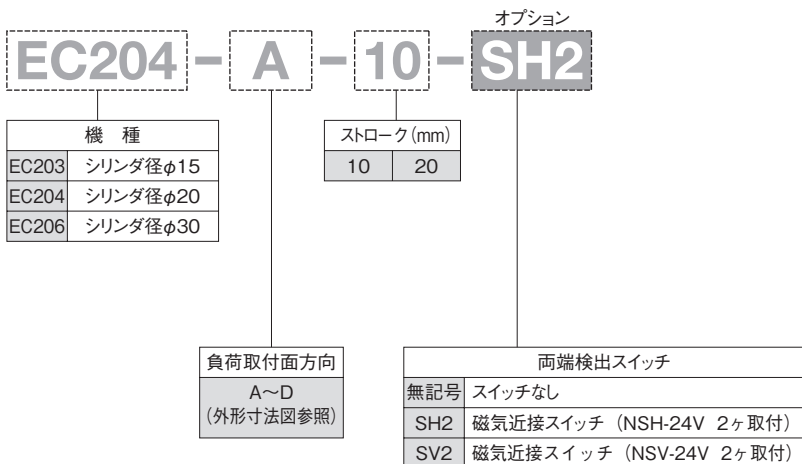 オプション
EC204 - A - 10 - SH2
機 種
EC203 シリンダ径φ15
EC204 シリンダ径φ20
EC206 シリンダ径φ30
ストローク(mm)
10 20
負荷取付面方向
A〜D
(外形寸法図参照)
両端検出スイッチ
無記号 スイッチなし
SH2 磁気近接スイッチ (NSH-24V 2ヶ取付)
SV2 磁気近接スイッチ (NSV-24V 2ヶ取付)